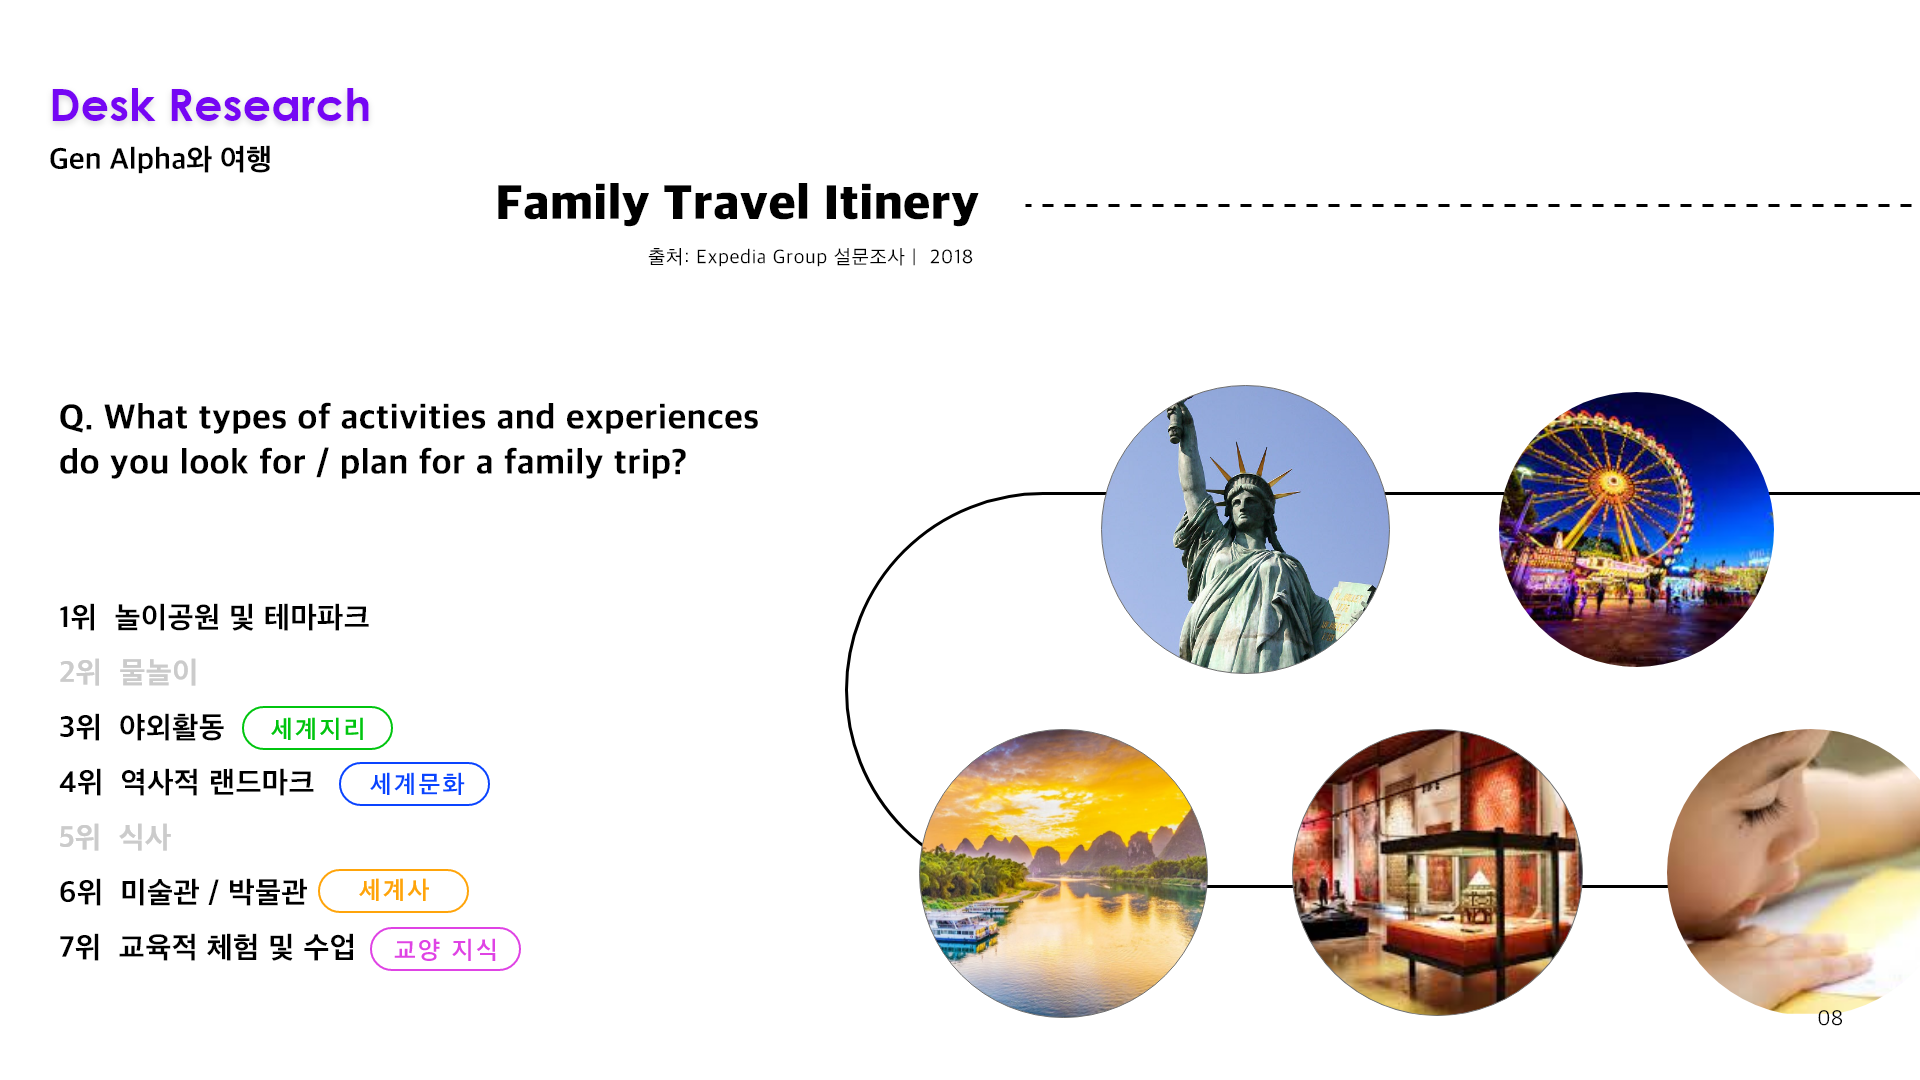 Desk Research
Gen Alpha와 여행
Family Travel Itinery
출처: Expedia Group 설문조사 | 2018
Q. What types of activities and experiences
do you look for / plan for a family trip?
1위 놀이공원 및 테마파크
2위 물놀이
3위 야외활동 세계지리
4위 역사적 랜드마크 세계문화
5위 식사
6위 미술관 / 박물관 세계사
7위 교육적 체험 및 수업 교양 지식
08